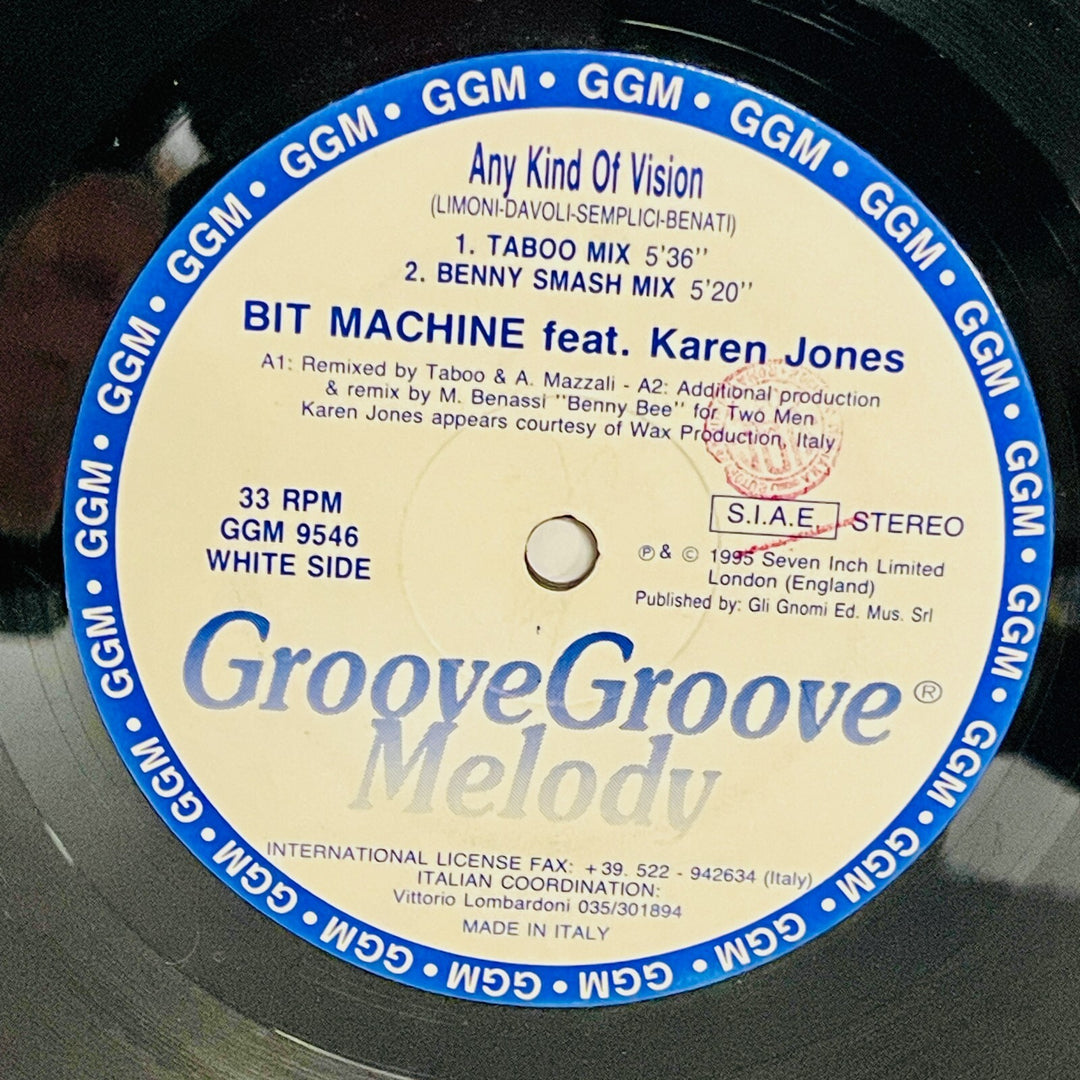 GGM • GGM • GGM • GGM • GGM • GGM • GGM • GGM • GGM • GGM • GGM • GGM • GGM • GGM • GGM • GGM • GGM • GGM • GGM • GGM •
Any Kind Of Vision
(LIMONI-DAVOLI-SEMPLICI-BENATI)
1. TABOO MIX 5'36''
2. BENNY SMASH MIX 5'20''
BIT MACHINE feat. Karen Jones
A1: Remixed by Taboo & A. Mazzali - A2: Additional production
& remix by M. Benassi "Benny Bee" for Two Men
Karen Jones appears courtesy of Wax Production, Italy
33 RPM
GGM 9546
WHITE SIDE
S.I.A.E. STEREO
℗ & © 1995 Seven Inch Limited
London (England)
Published by: Gli Gnomi Ed. Mus. Srl
GrooveGroove ®
Melody
INTERNATIONAL LICENSE FAX: +39. 522 - 942634 (Italy)
ITALIAN COORDINATION:
Vittorio Lombardoni 035/301894
MADE IN ITALY